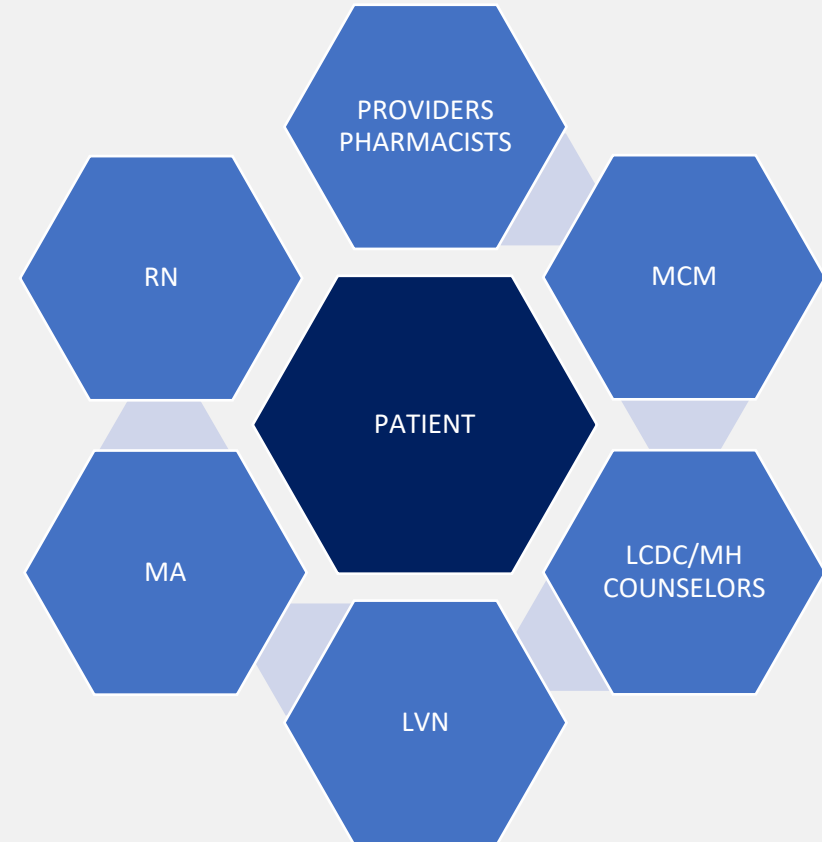 PROVIDERS
PHARMACISTS
MCM
RN
PATIENT
LCDC/MH
COUNSELORS
MA
LVN